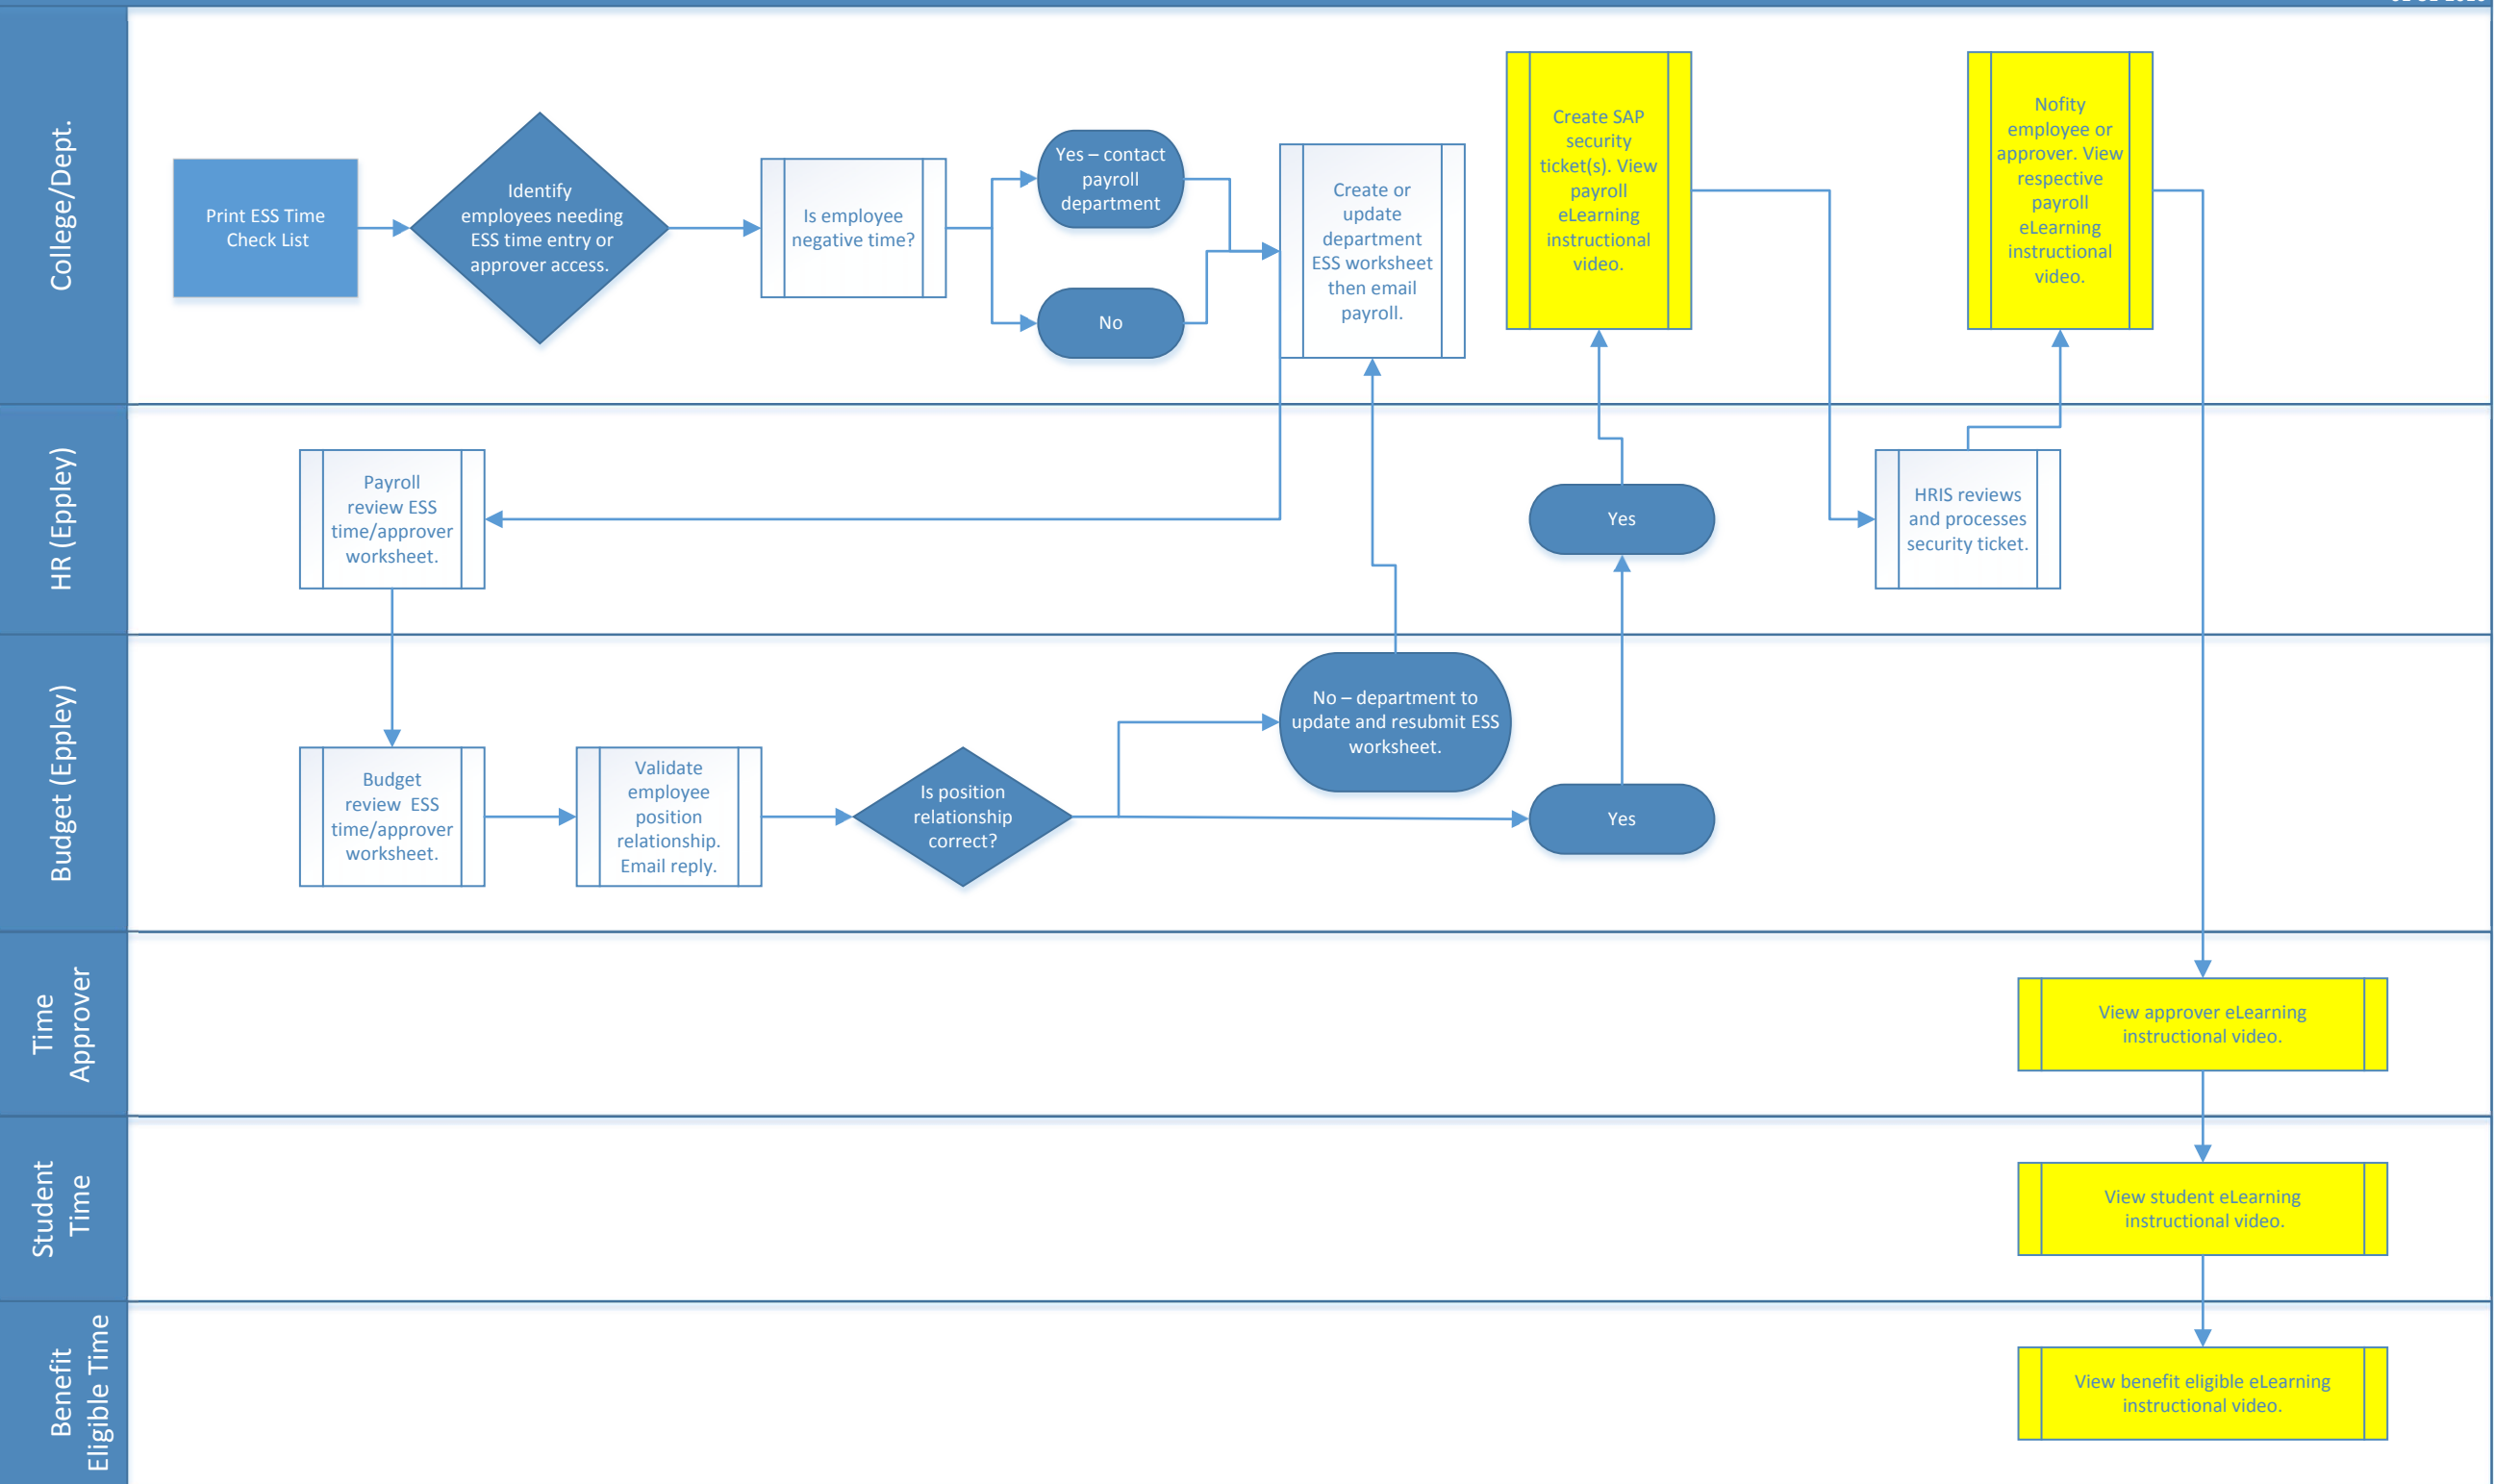 College/Dept.
Print ESS Time
Check List
Identify
employees needing
ESS time entry or
approver access.
Is employee
negative time?
Yes – contact
payroll
department
No
Create or
update
department
ESS worksheet
then email
payroll.
Create SAP
security
ticket(s). View
payroll
eLearning
instructional
video.
Nofity
employee or
approver. View
respective
payroll
eLearning
instructional
video.
HR (Eppley)
Payroll
review ESS
time/approver
worksheet.
Yes
HRIS reviews
and processes
security ticket.
Budget (Eppley)
Budget
review ESS
time/approver
worksheet.
Validate
employee
position
relationship.
Email reply.
Is position
relationship
correct?
No – department to
update and resubmit ESS
worksheet.
Yes
Time
Approver
View approver eLearning
instructional video.
Student
Time
View student eLearning
instructional video.
Benefit
Eligible Time
View benefit eligible eLearning
instructional video.